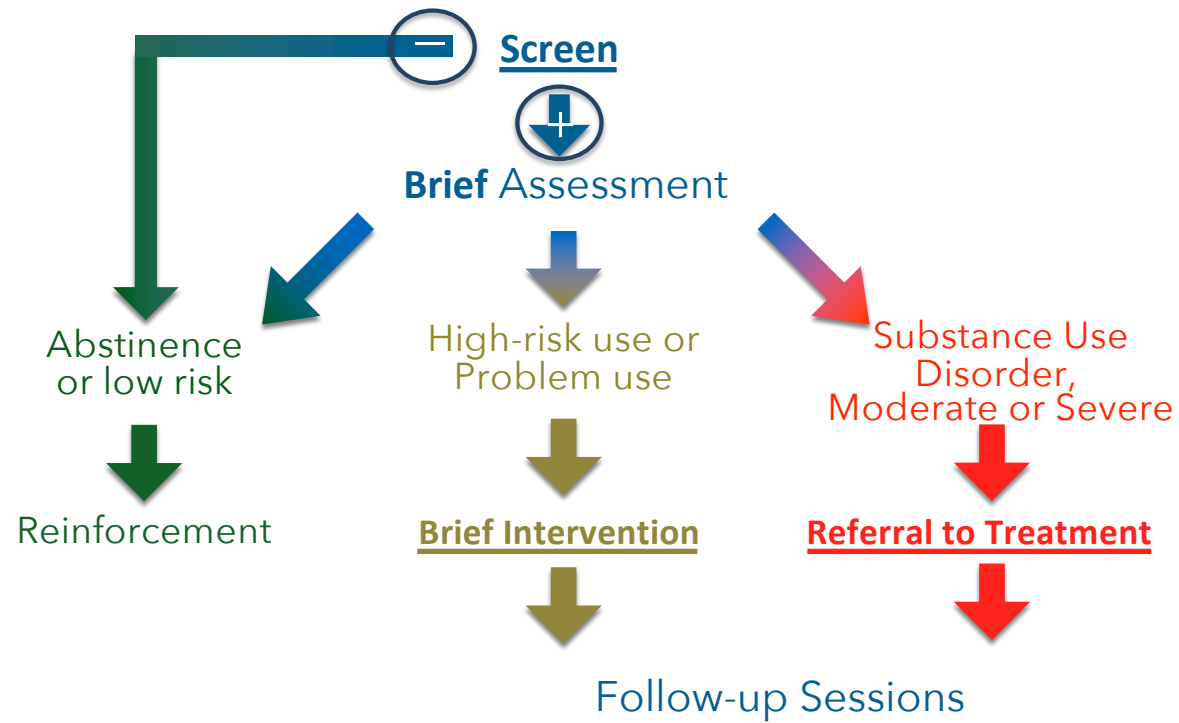 —
Screen
+
Brief Assessment
Abstinence
or low risk
High-risk use or
Problem use
Substance Use
Disorder,
Moderate or Severe
Reinforcement
Brief Intervention
Referral to Treatment
Follow-up Sessions